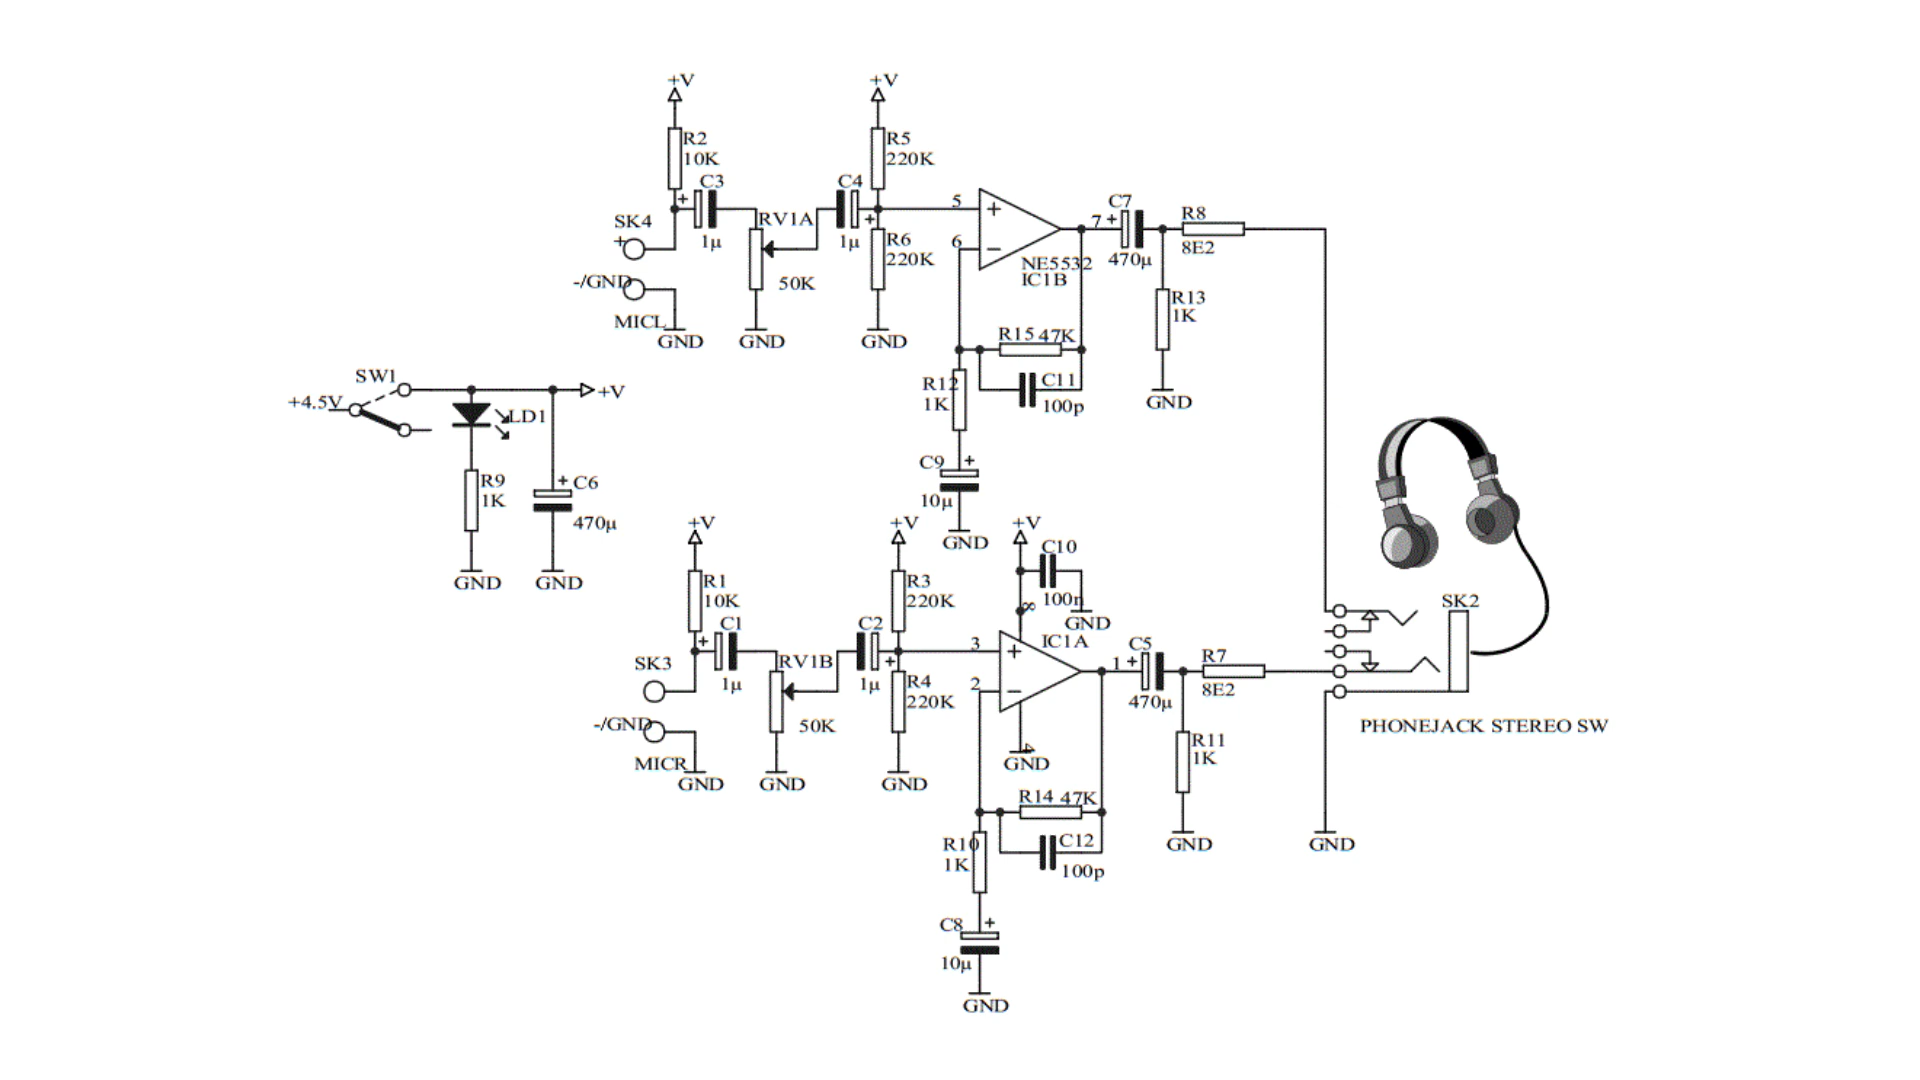 +V
+V
R2
10K
R5
220K
C3
C4
+
+
5
+
SK4
+
1µ
RV1A
1µ
R6
220K
6
−
7
+
C7
470µ
R8
8E2
-/GND
50K
NE5532
IC1B
R13
1K
MICL
GND
GND
GND
R15 47K
SW1
+4.5V
+V
LD1
R12
1K
C11
100p
GND
R9
1K
+
C6
470µ
C9
+
10µ
GND
GND
GND
+V
+V
+V
C10
100n
GND
R1
10K
R3
220K
8
C1
C2
+
+
3
+
IC1A
SK3
1µ
RV1B
1µ
R4
220K
2
−
1
+
C5
470µ
R7
8E2
SK2
-/GND
50K
4
GND
R11
1K
PHONEJACK STEREO SW
MICR
GND
GND
GND
R14 47K
R10
1K
C12
100p
GND
GND
C8
+
10µ
GND